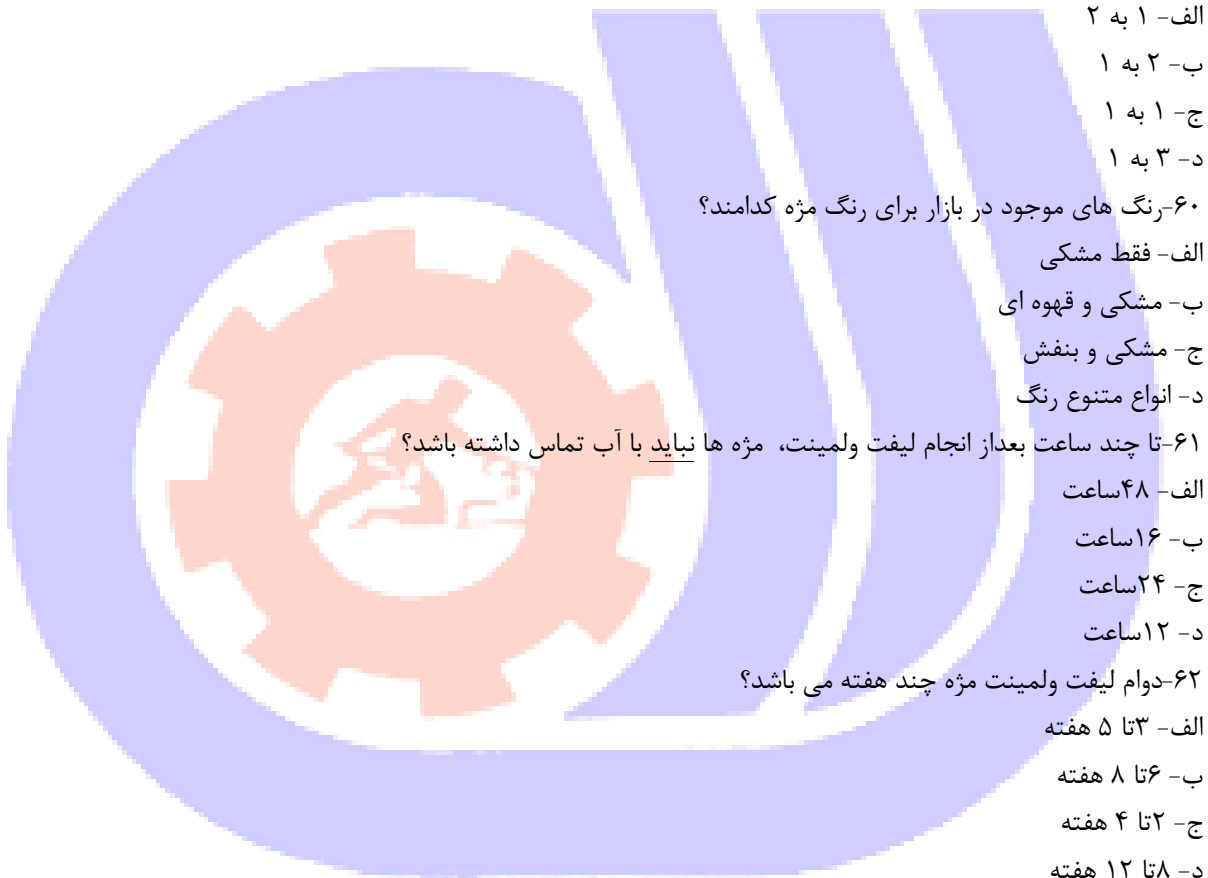 الف- ۱ به ۲
ب- ۲ به ۱
ج- ۱ به ۱
د- ۳ به ۱
۶۰-رنگ های موجود در بازار برای رنگ مژه کدامند؟
الف- فقط مشکی
ب- مشکی و قهوه ای
ج- مشکی و بنفش
د- انواع متنوع رنگ
۶۱-تا چند ساعت بعداز انجام لیفت ولمینت، مژه ها نباید با آب تماس داشته باشد؟
الف- ۴۸ساعت
ب- ۱۶ساعت
ج- ۲۴ساعت
د- ۱۲ساعت
۶۲-دوام لیفت ولمینت مژه چند هفته می باشد؟
الف- ۳تا ۵ هفته
ب- ۶تا ۸ هفته
ج- ۲تا ۴ هفته
د- ۸تا ۱۲ هفته